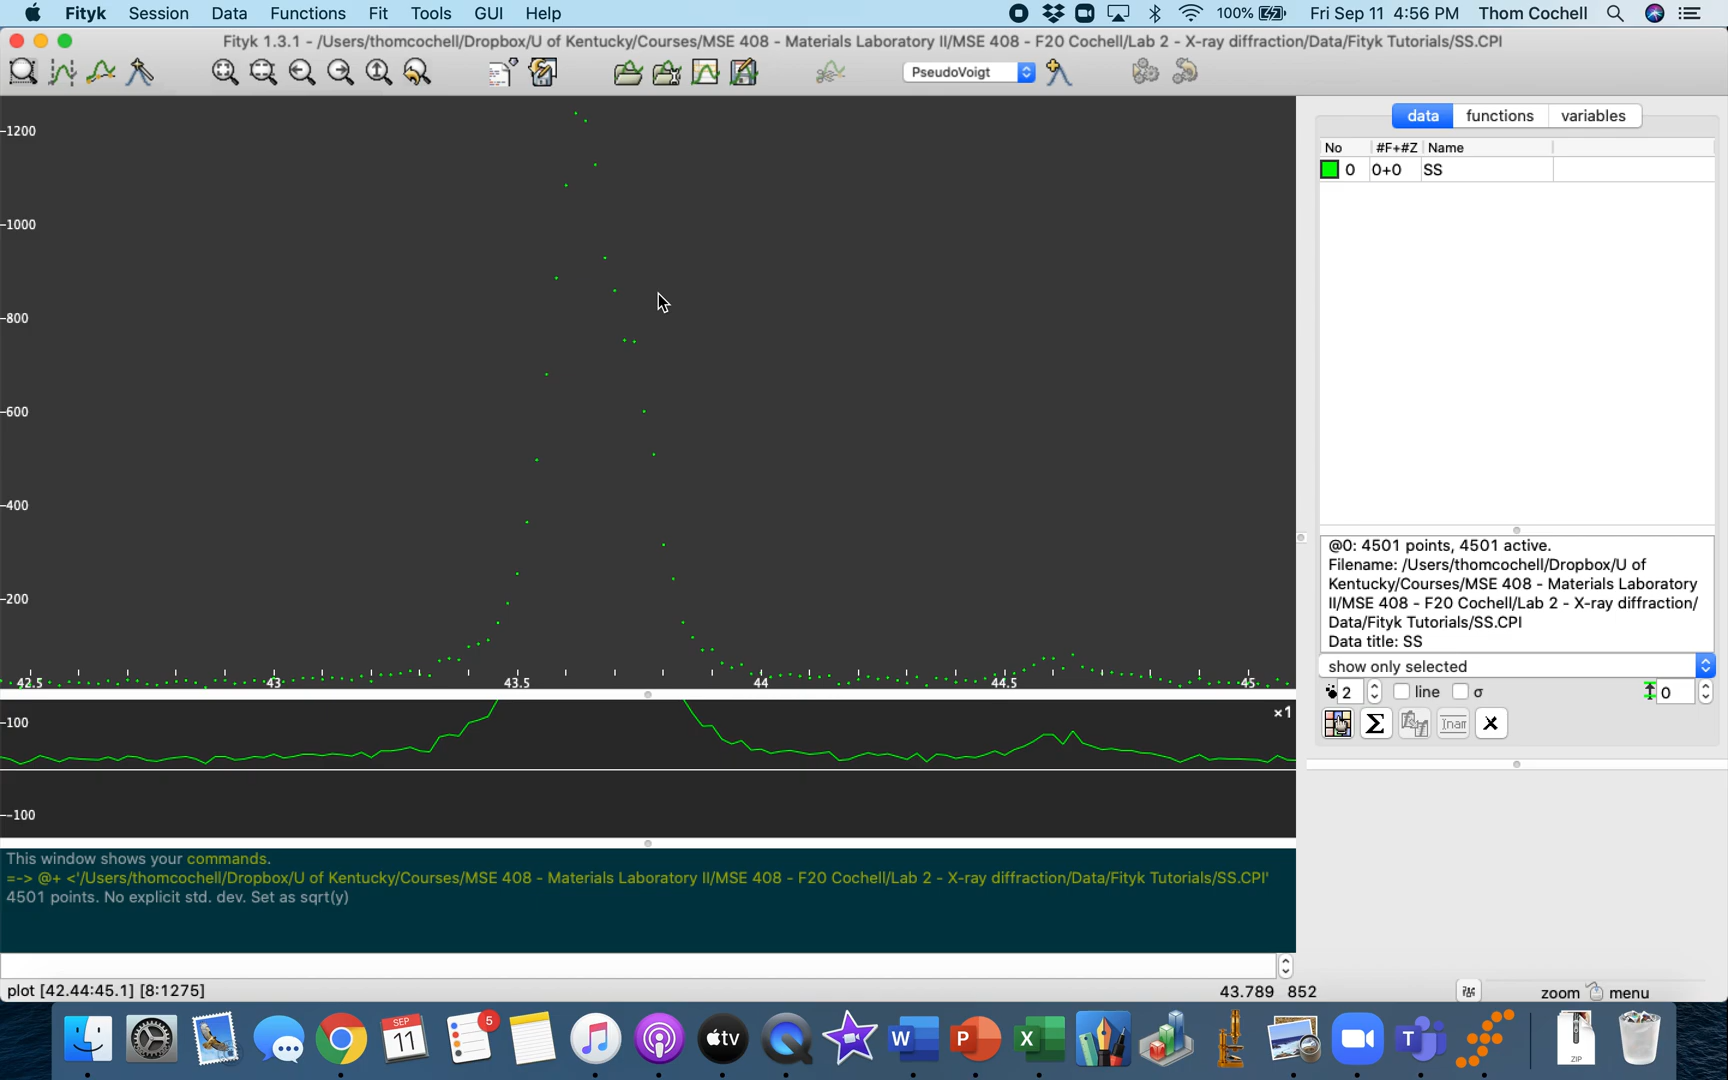 Fityk Session Data Functions Fit Tools GUI Help 100% Fri Sep 11 4:56 PM Thom Cochell
Fityk 1.3.1 - /Users/thomcochell/Dropbox/U of Kentucky/Courses/MSE 408 - Materials Laboratory II/MSE 408 - F20 Cochell/Lab 2 - X-ray diffraction/Data/Fityk Tutorials/SS.CPI
PseudoVoigt
data functions variables
No #F+#Z Name
0 0+0 SS
1200
1000
800
600
400
200
42.5 43 43.5 44 44.5 45
100
×1
-100
@0: 4501 points, 4501 active.
Filename: /Users/thomcochell/Dropbox/U of
Kentucky/Courses/MSE 408 - Materials Laboratory
II/MSE 408 - F20 Cochell/Lab 2 - X-ray diffraction/
Data/Fityk Tutorials/SS.CPI
Data title: SS
show only selected
2 line σ 0
Σ x
This window shows your commands.
=-> @+ <'/Users/thomcochell/Dropbox/U of Kentucky/Courses/MSE 408 - Materials Laboratory II/MSE 408 - F20 Cochell/Lab 2 - X-ray diffraction/Data/Fityk Tutorials/SS.CPI'
4501 points. No explicit std. dev. Set as sqrt(y)
plot [42.44:45.1] [8:1275] 43.789 852 zoom menu
SEP
11
5
tv
W
P
X
T
ZIP